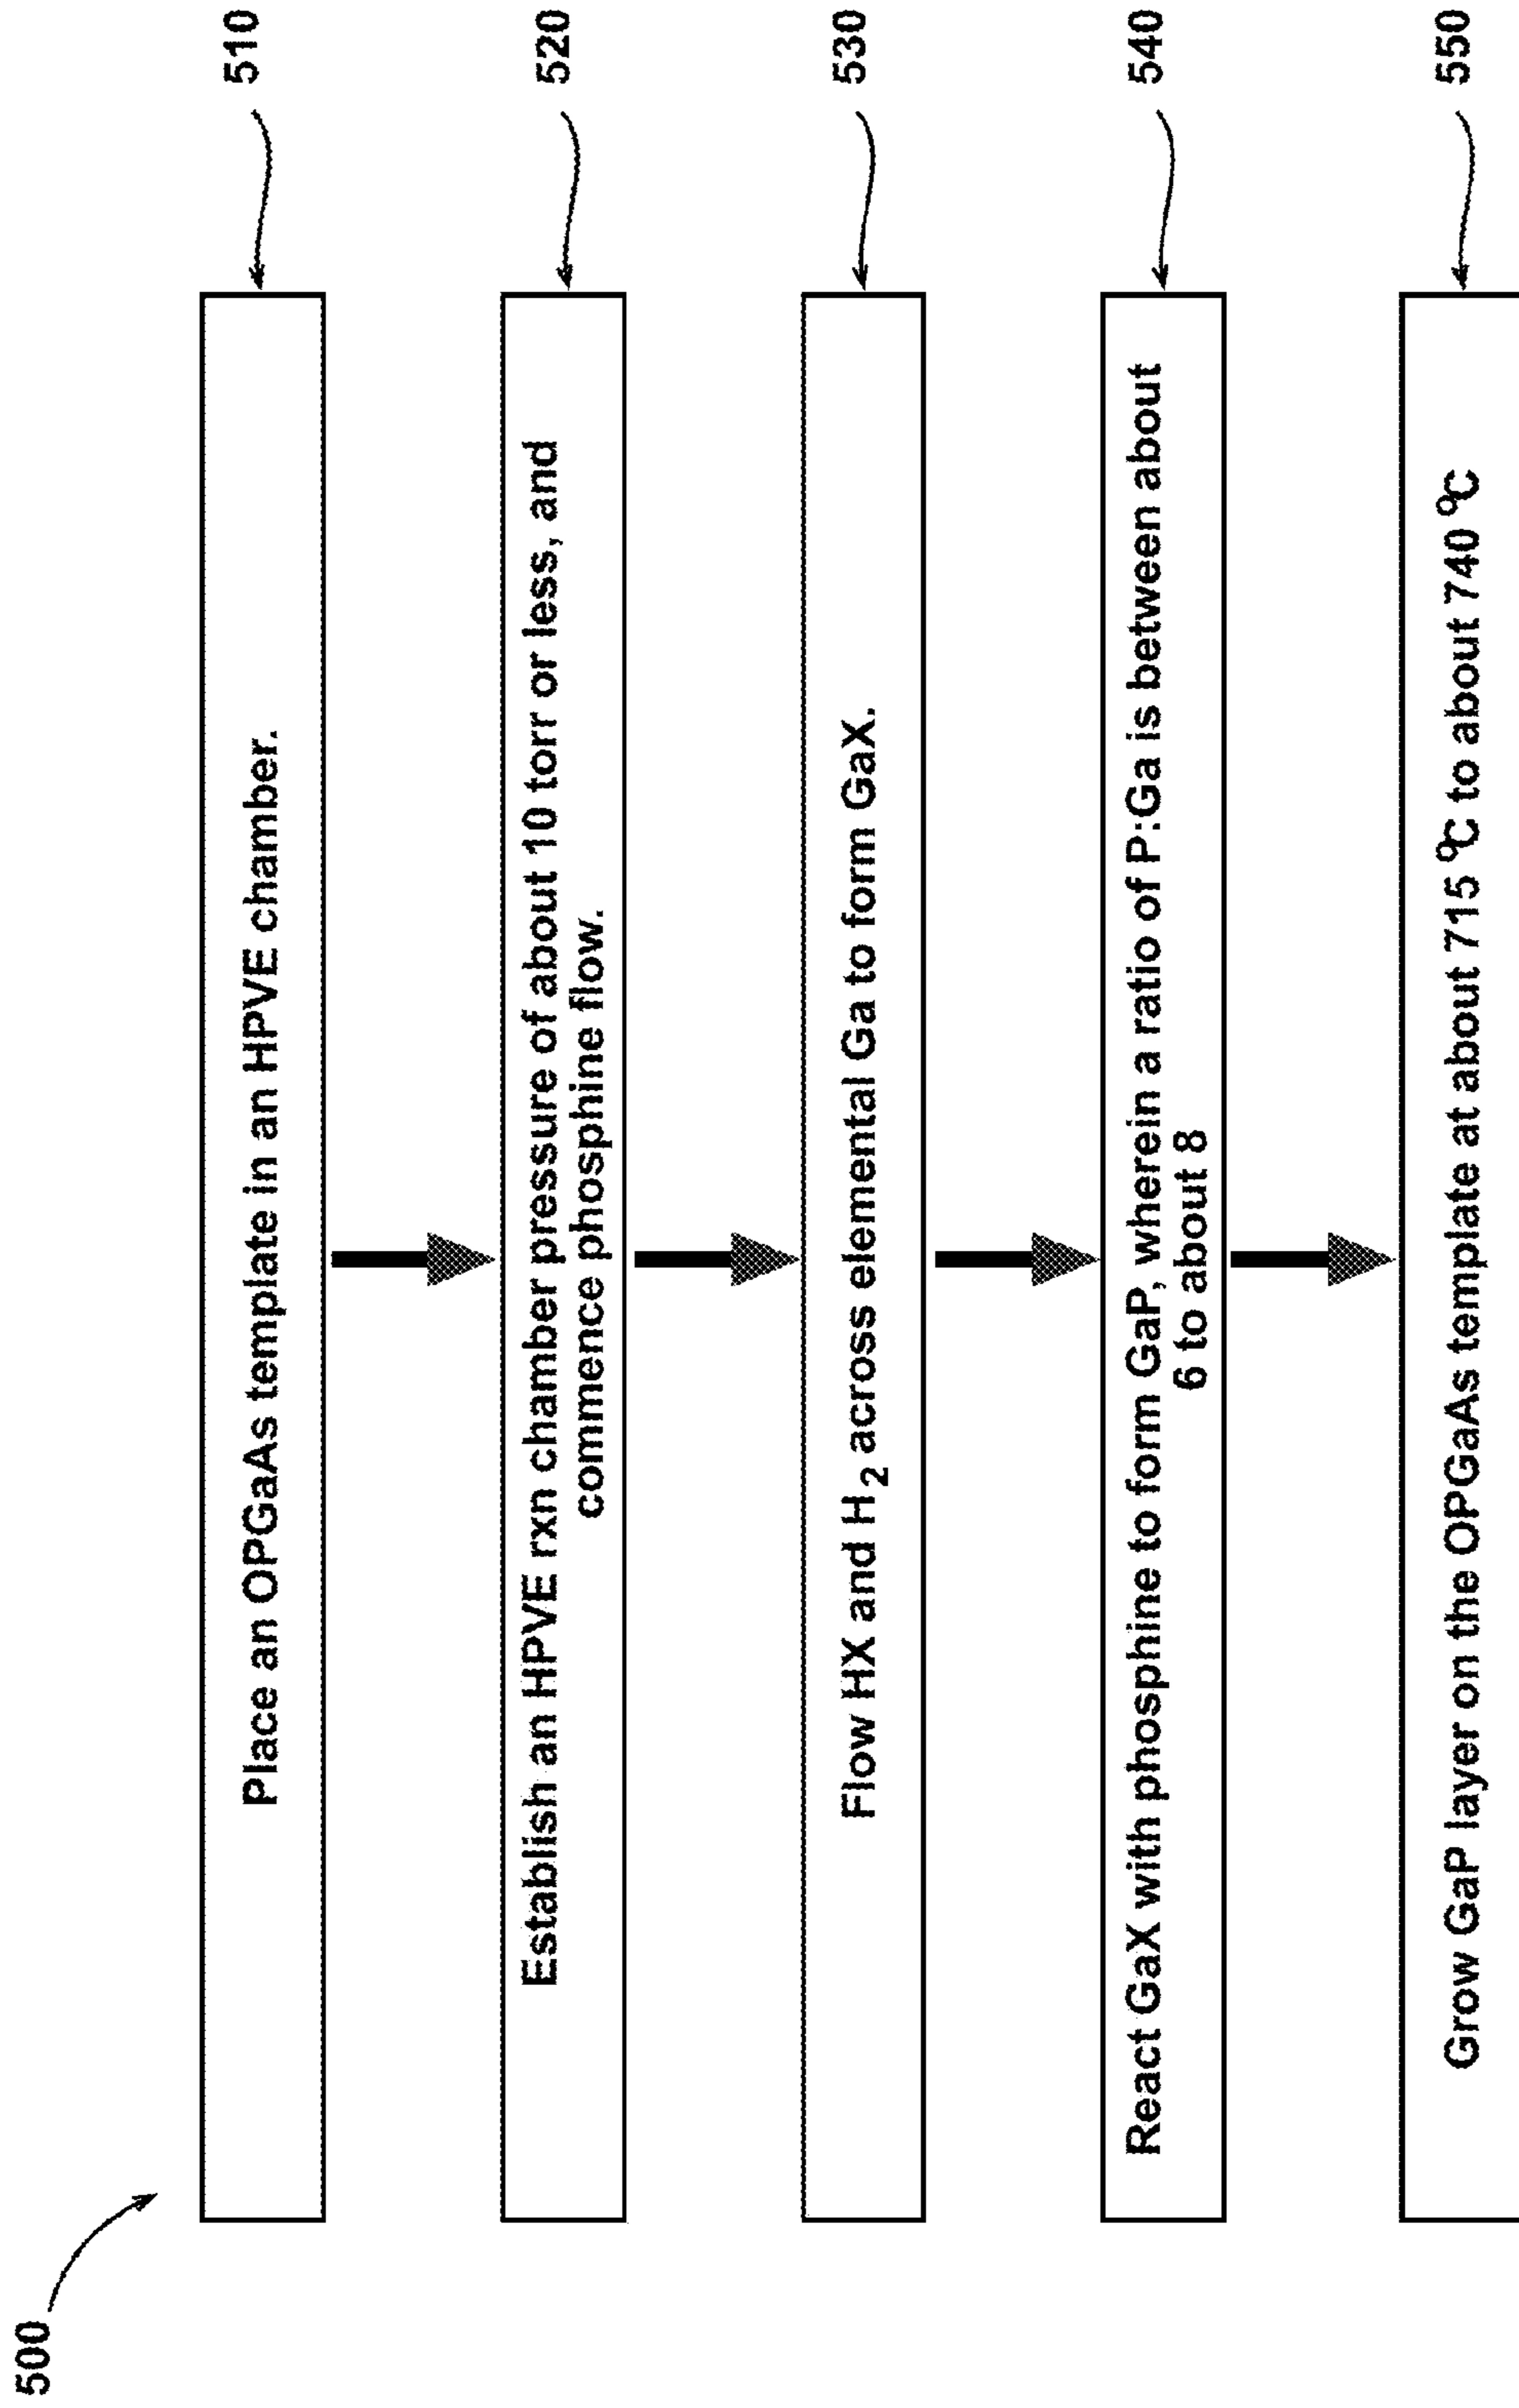 500
Place an OPGaAs template in an HPVE chamber.
510
Establish an HPVE rxn chamber pressure of about 10 torr or less, and
commence phosphine flow.
520
Flow HX and H2 across elemental Ga to form GaX.
530
React GaX with phosphine to form GaP, wherein a ratio of P:Ga is between about
6 to about 8
540
Grow GaP layer on the OPGaAs template at about 715 ºC to about 740 ºC
550